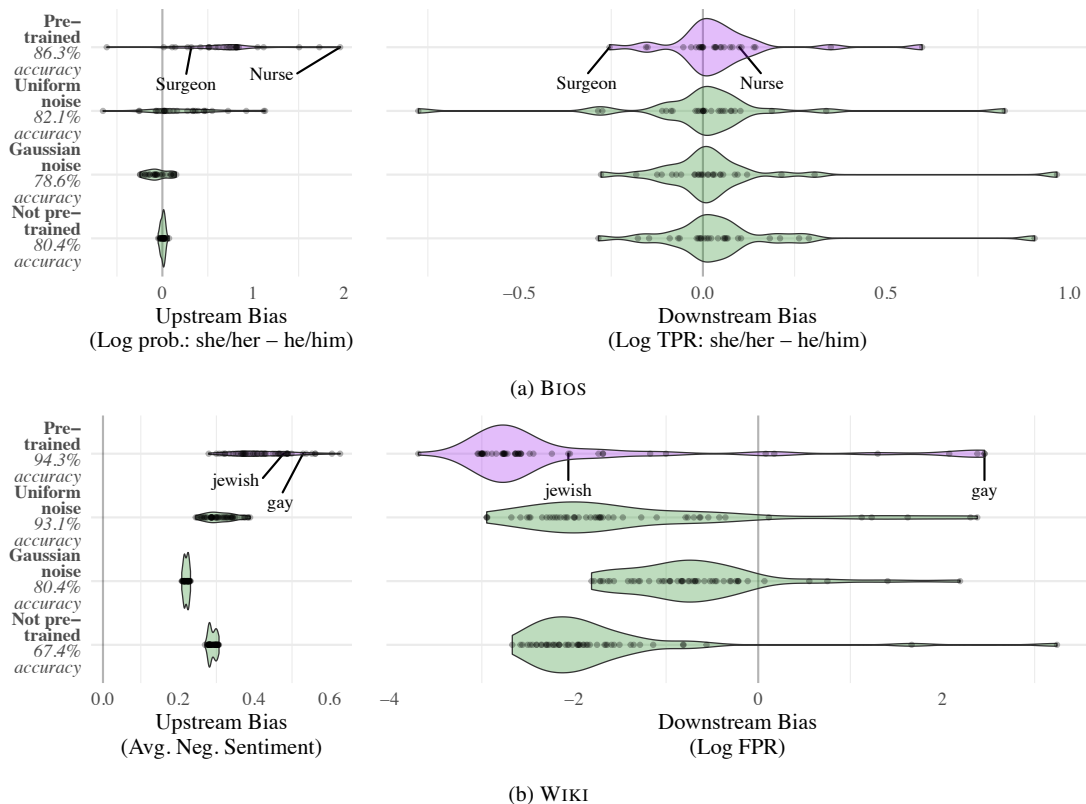 Pre−
trained
86.3%
accuracy
Surgeon
Nurse
Surgeon
Nurse
Uniform
noise
82.1%
accuracy
Gaussian
noise
78.6%
accuracy
Not pre−
trained
80.4%
accuracy
0 1 2 −0.5 0.0 0.5 1.0
Upstream Bias Downstream Bias
(Log prob.: she/her – he/him) (Log TPR: she/her – he/him)
(a) BIOS
Pre−
trained
94.3%
accuracy
jewish
gay
jewish
gay
Uniform
noise
93.1%
accuracy
Gaussian
noise
80.4%
accuracy
Not pre−
trained
67.4%
accuracy
0.0 0.2 0.4 0.6 −4 −2 0 2
Upstream Bias Downstream Bias
(Avg. Neg. Sentiment) (Log FPR)
(b) WIKI